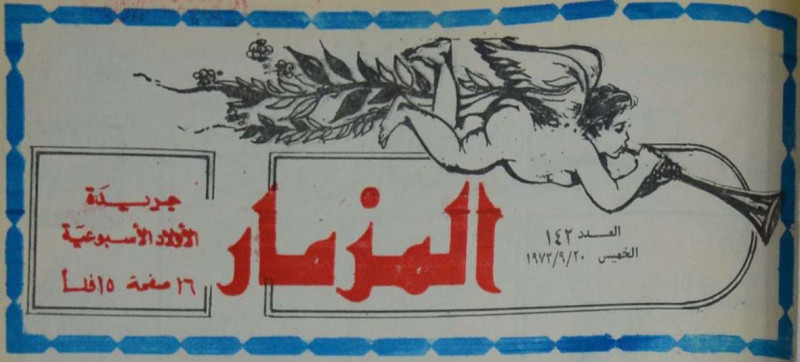 المزمار
العدد ١٤٢
الخميس ١٩٧٣/٩/٢٠
جريدة
الأولاد الأسبوعية
١٦ صفحة ١٥ فلسا